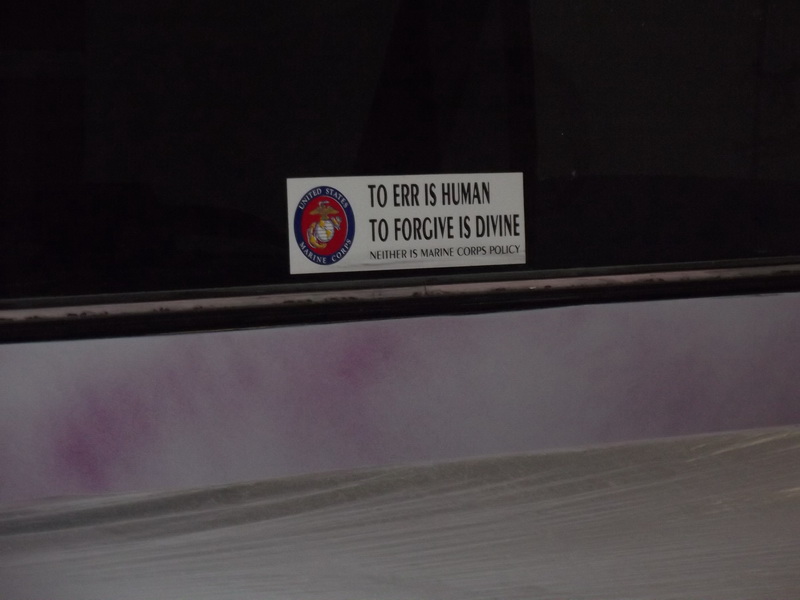 UNITED STATES
MARINE CORPS
TO ERR IS HUMAN
TO FORGIVE IS DIVINE
NEITHER IS MARINE CORPS POLICY